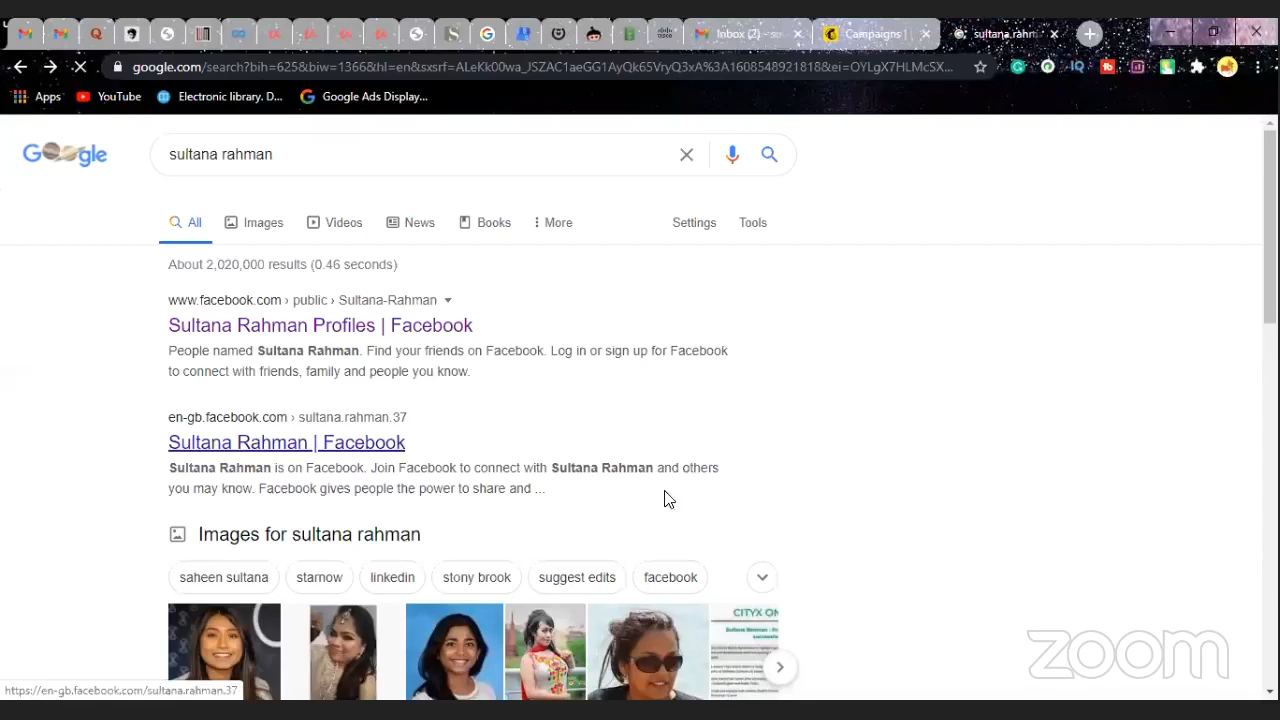 Inbox (2) - su
Campaigns |
sultana rahm
google.com/search?bih=625&biw=1366&hl=en&sxsrf=ALeKk00wa_JSZAC1aeGG1AyQk65VryQ3xA%3A1608548921818&ei=OYLgX7HLMcSX...
Apps
YouTube
Electronic library. D...
Google Ads Display...
Google
sultana rahman
All
Images
Videos
News
Books
More
Settings
Tools
About 2,020,000 results (0.46 seconds)
www.facebook.com › public › Sultana-Rahman
Sultana Rahman Profiles | Facebook
People named Sultana Rahman. Find your friends on Facebook. Log in or sign up for Facebook
to connect with friends, family and people you know.
en-gb.facebook.com › sultana.rahman.37
Sultana Rahman | Facebook
Sultana Rahman is on Facebook. Join Facebook to connect with Sultana Rahman and others
you may know. Facebook gives people the power to share and ...
Images for sultana rahman
saheen sultana
starnow
linkedin
stony brook
suggest edits
facebook
CITYX ON
zoom
https://en-gb.facebook.com/sultana.rahman.37